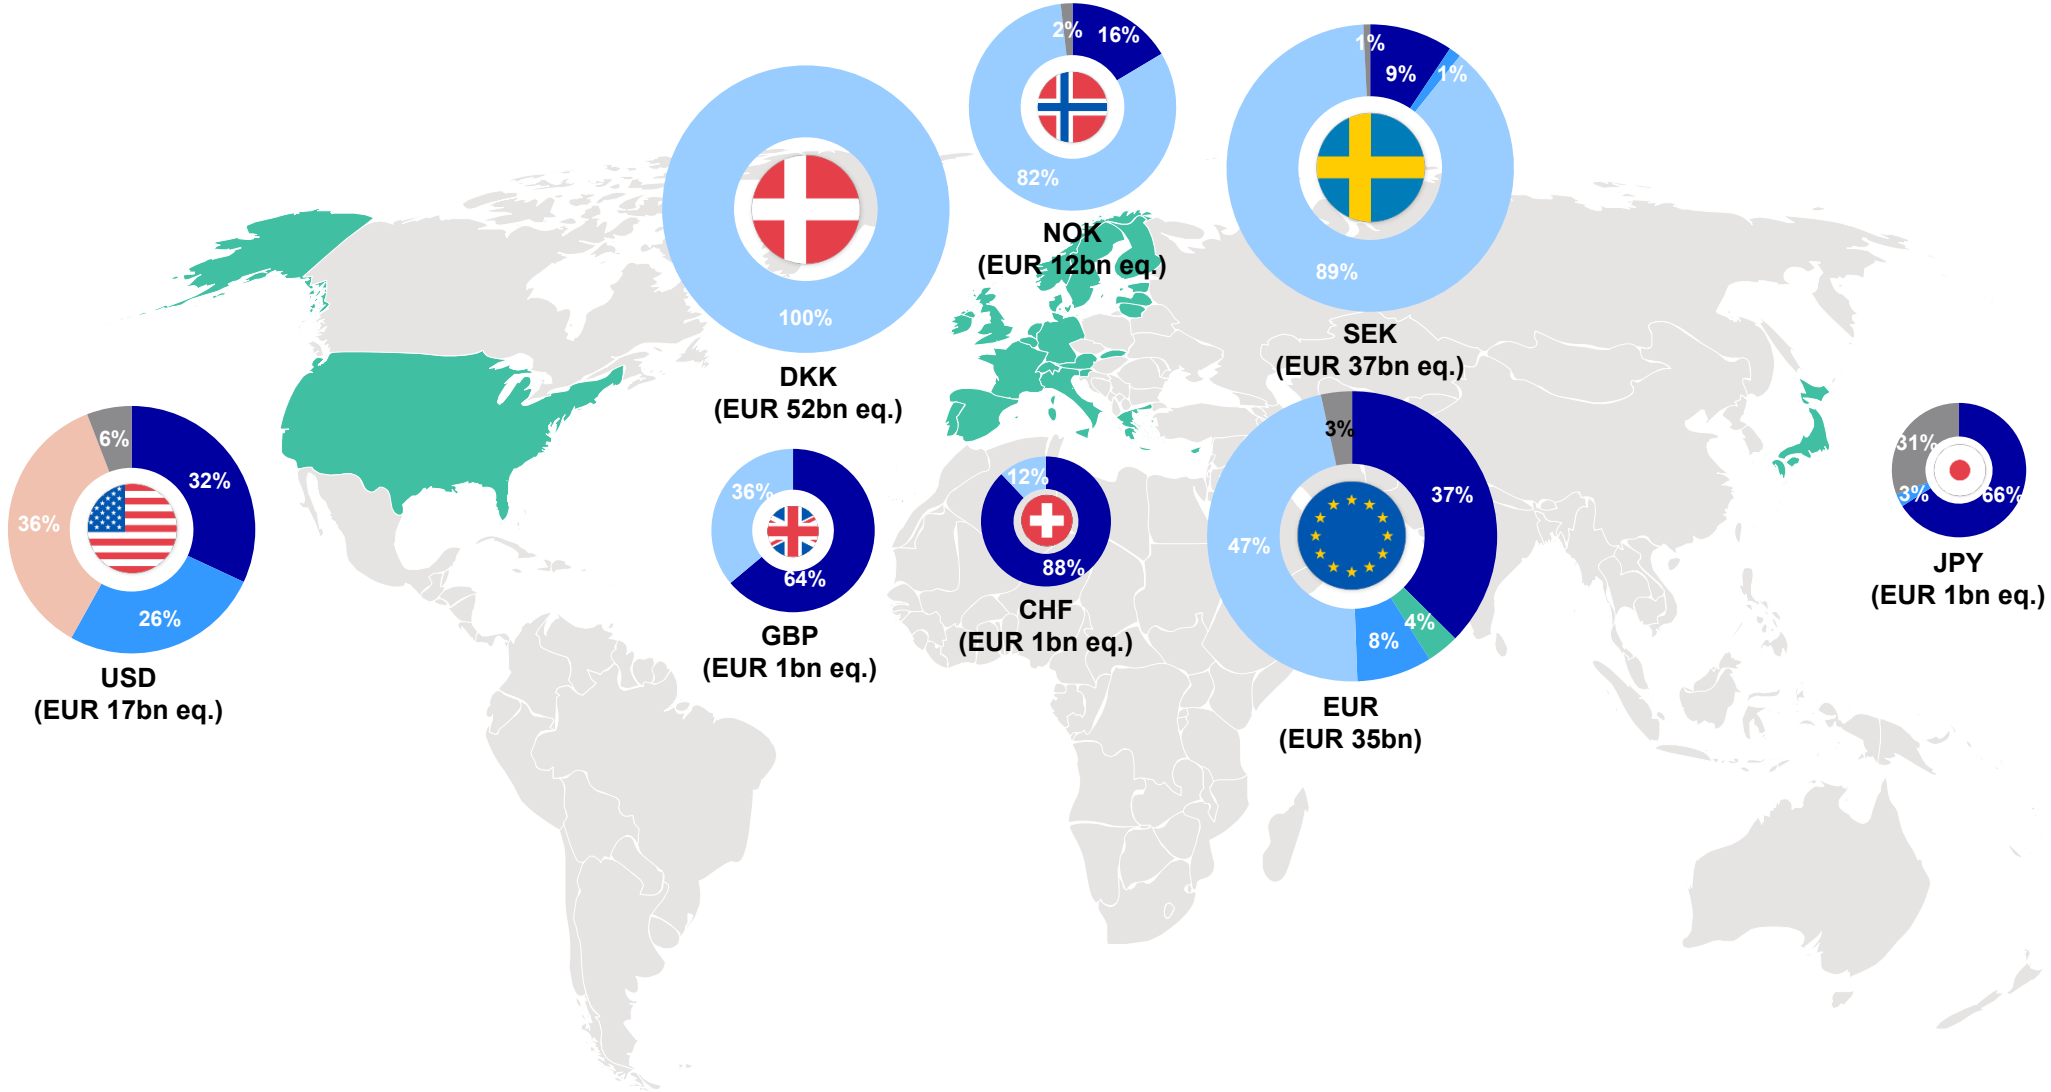 2%
16%
82%
NOK
(EUR 12bn eq.)
1%
9%
1%
89%
SEK
(EUR 37bn eq.)
100%
DKK
(EUR 52bn eq.)
6%
32%
36%
26%
USD
(EUR 17bn eq.)
36%
64%
GBP
(EUR 1bn eq.)
12%
88%
CHF
(EUR 1bn eq.)
3%
37%
47%
4%
8%
EUR
(EUR 35bn)
31%
3%
66%
JPY
(EUR 1bn eq.)